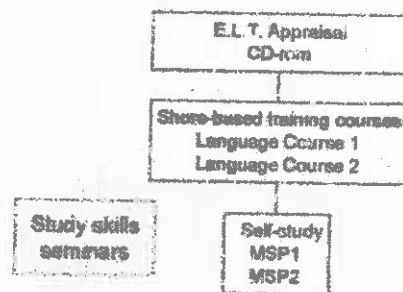 E.L.T. Appraisal
CD-rom
Shore-based training courses
Language Course 1
Language Course 2
Study skills
seminars
Self-study
MSP1
MSP2